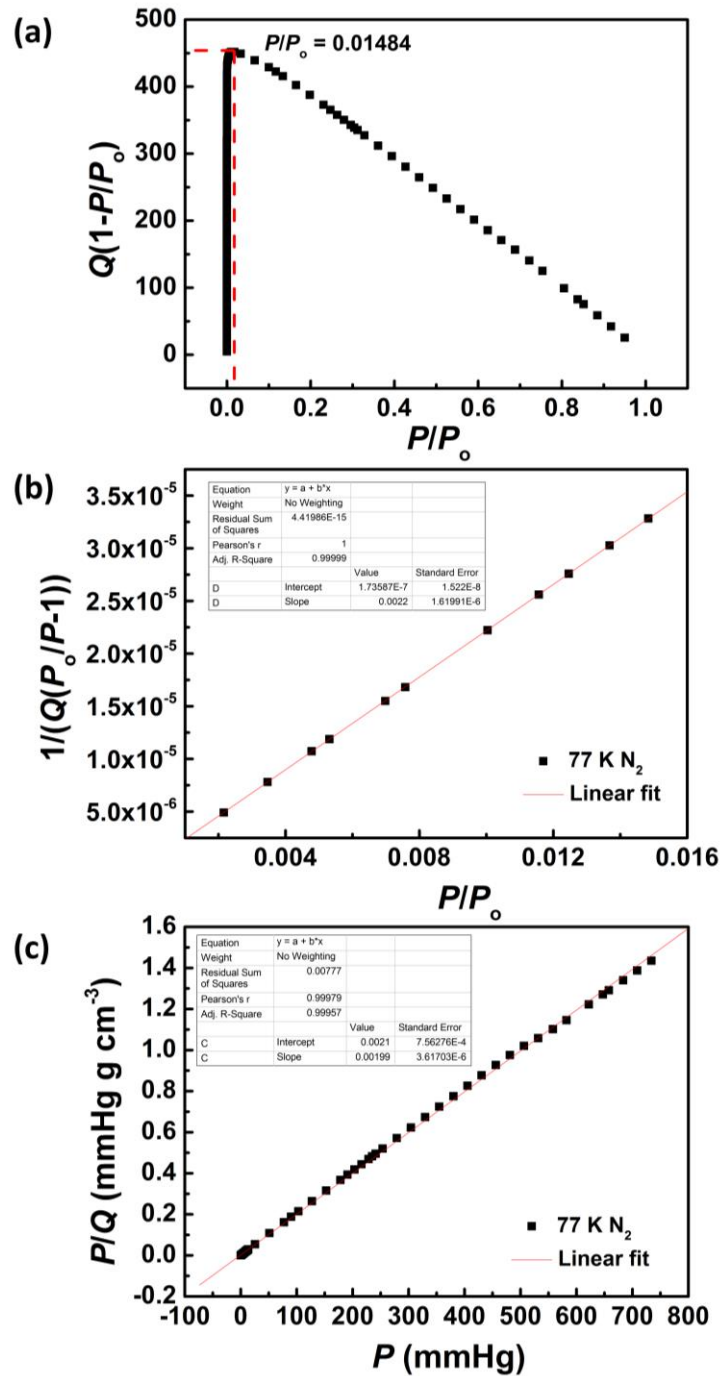 (a)
P/Pₒ = 0.01484
500
400
300
200
100
0
Q(1-P/Pₒ)
0.0 0.2 0.4 0.6 0.8 1.0
P/Pₒ
(b)
Equation y = a + b*x
Weight No Weighting
Residual Sum of Squares 4.41986E-15
Pearson's r 1
Adj. R-Square 0.99999
Value Standard Error
D Intercept 1.73587E-7 1.522E-8
D Slope 0.0022 1.61991E-6
3.5x10⁻⁵
3.0x10⁻⁵
2.5x10⁻⁵
2.0x10⁻⁵
1.5x10⁻⁵
1.0x10⁻⁵
5.0x10⁻⁶
1/(Q(Pₒ/P-1))
77 K N₂
Linear fit
0.004 0.008 0.012 0.016
P/Pₒ
(c)
Equation y = a + b*x
Weight No Weighting
Residual Sum of Squares 0.00777
Pearson's r 0.99979
Adj. R-Square 0.99957
Value Standard Error
C Intercept 0.0021 7.56276E-4
C Slope 0.00199 3.61703E-6
1.6
1.4
1.2
1.0
0.8
0.6
0.4
0.2
0.0
-0.2
P/Q (mmHg g cm⁻³)
77 K N₂
Linear fit
-100 0 100 200 300 400 500 600 700 800
P (mmHg)